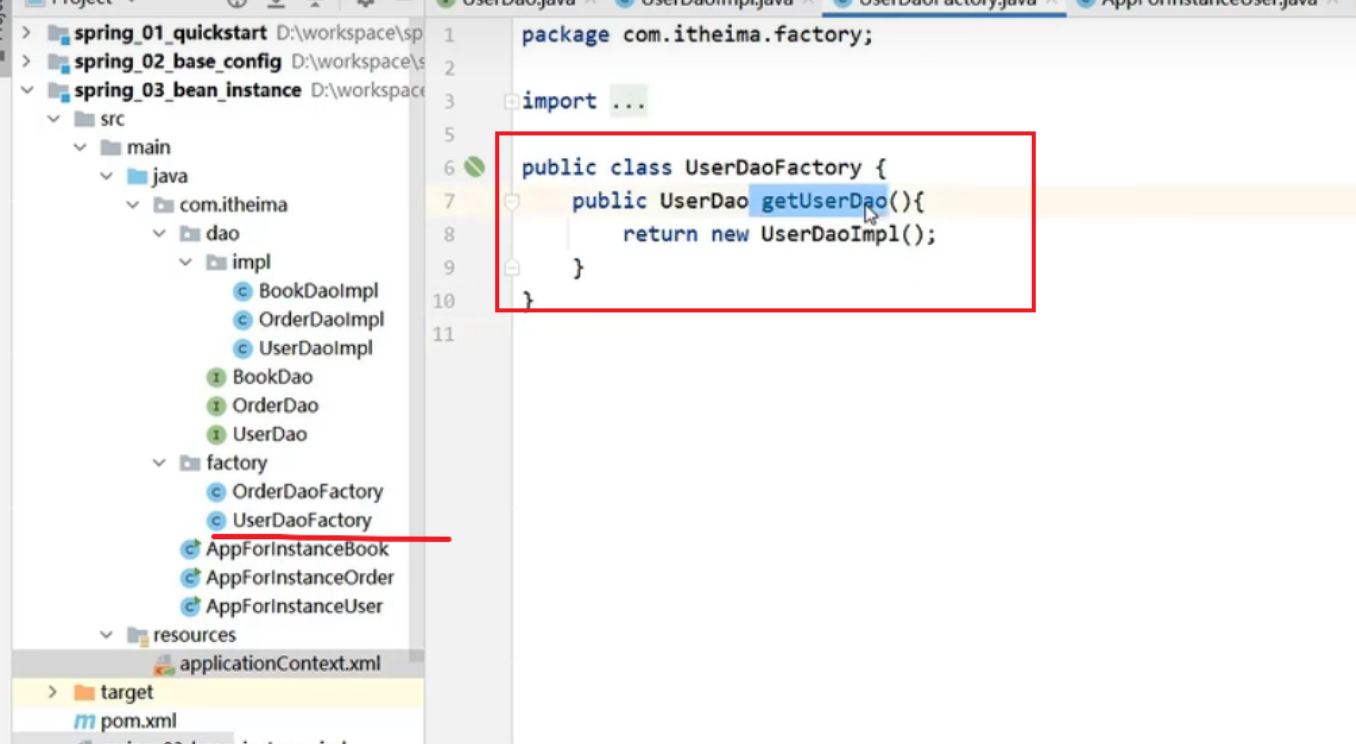 Project
spring_01_quickstart D:\workspace\sp
spring_02_base_config D:\workspace\s
spring_03_bean_instance D:\workspace
src
main
java
com.itheima
dao
impl
BookDaoImpl
OrderDaoImpl
UserDaoImpl
BookDao
OrderDao
UserDao
factory
OrderDaoFactory
UserDaoFactory
AppForInstanceBook
AppForInstanceOrder
AppForInstanceUser
resources
applicationContext.xml
target
pom.xml
UserDao.java UserDaoImpl.java UserDaoFactory.java AppForInstanceUser.java
1 package com.itheima.factory;
2
3 import ...
5
6 public class UserDaoFactory {
7 public UserDao getUserDao(){
8 return new UserDaoImpl();
9 }
10 }
11